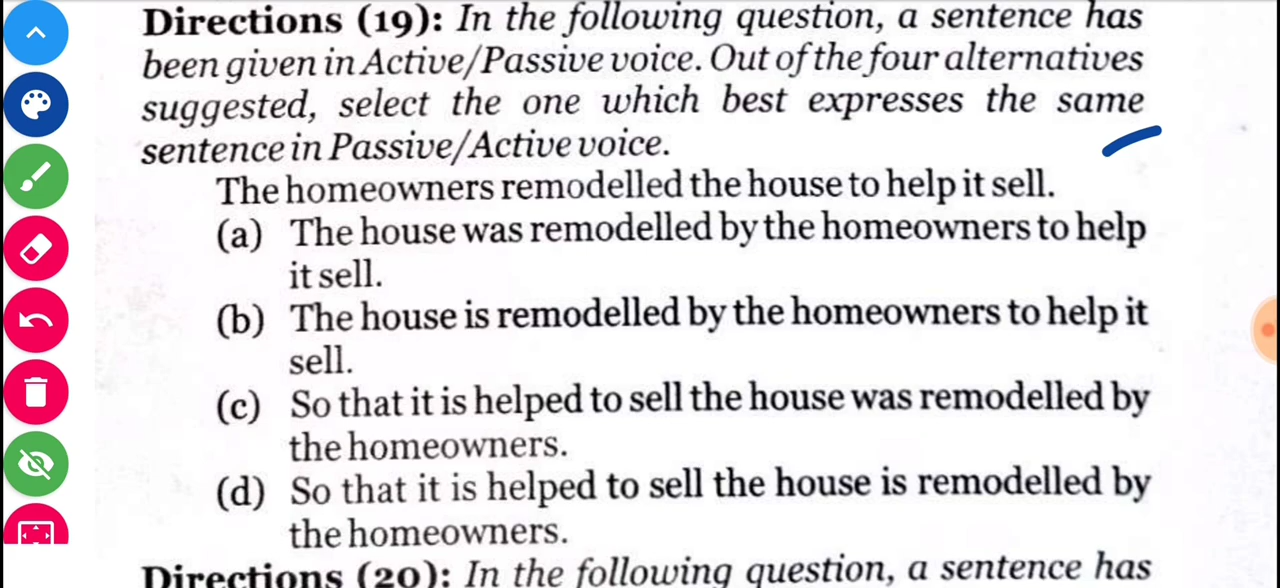 Directions (19): In the following question, a sentence has
been given in Active/Passive voice. Out of the four alternatives
suggested, select the one which best expresses the same
sentence in Passive/Active voice.
The homeowners remodelled the house to help it sell.
(a) The house was remodelled by the homeowners to help
it sell.
(b) The house is remodelled by the homeowners to help it
sell.
(c) So that it is helped to sell the house was remodelled by
the homeowners.
(d) So that it is helped to sell the house is remodelled by
the homeowners.
Directions (20): In the following question, a sentence has